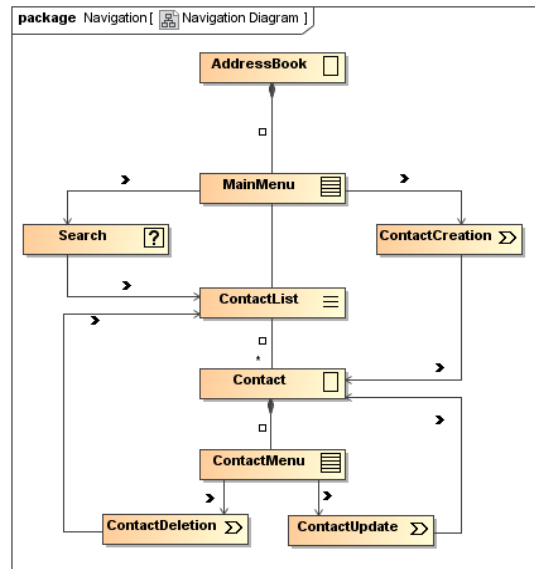 package Navigation [ Navigation Diagram ]
AddressBook
MainMenu
Search ?
ContactCreation
ContactList
*
Contact
ContactMenu
ContactDeletion
ContactUpdate